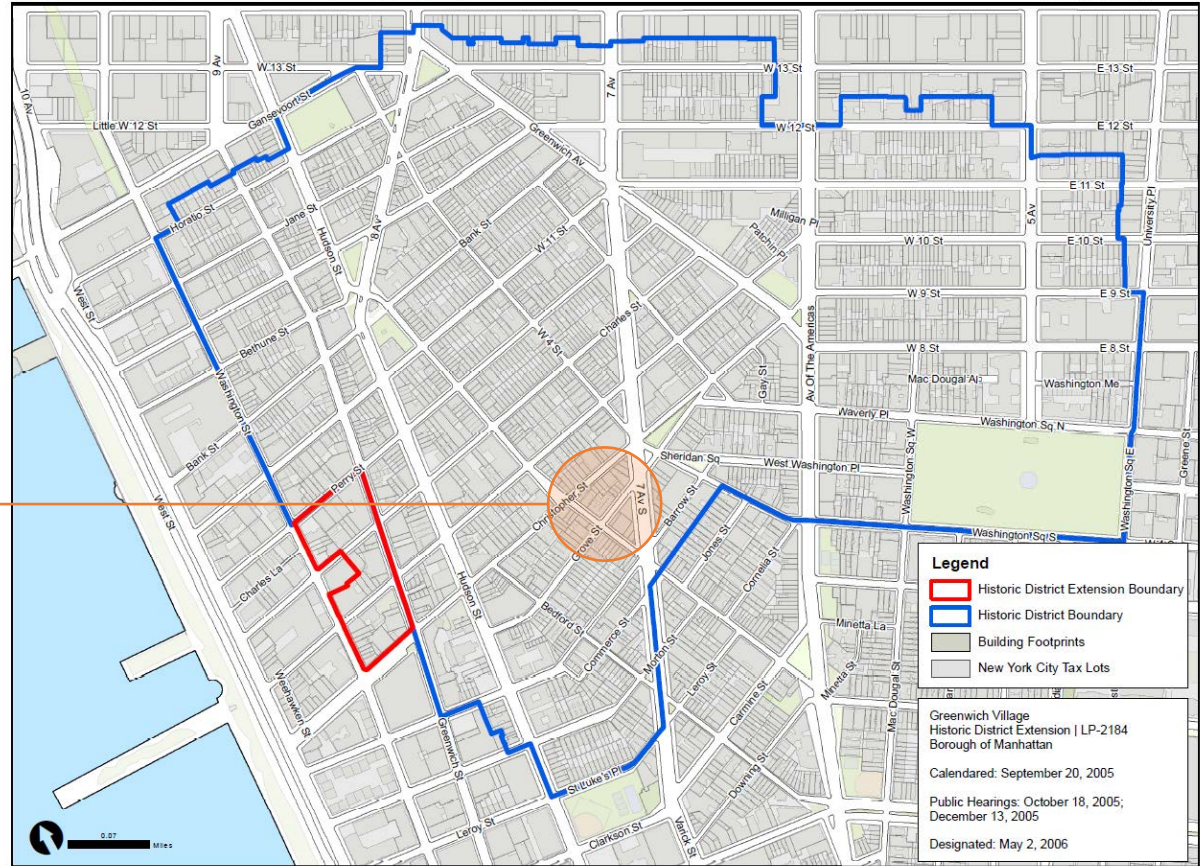 10 Av
9 Av
W 13 St
Gansevoort St
Little W 12 St
Greenwich Av
7 Av
W 13 St
E 13 St
W 12 St
E 12 St
Horatio St
Jane St
Hudson St
8 Av
Bank St
W 11 St
Milligan Pl
Patchin Pl
E 11 St
5 Av
University Pl
W 10 St
E 10 St
W 9 St
E 9 St
West St
Bethune St
W 4 St
Charles St
Gay St
Av Of The Americas
W 8 St
E 8 St
Mac Dougal Al
Washington Me
Washington St
Waverly Pl
Washington Sq N
Washington Sq W
Washington Sq E
Greene St
Bank St
West St
Perry St
Christopher St
7 Av S
Sheridan Sq
West Washington Pl
Grove St
Barrow St
Jones St
Cornelia St
Washington Sq S
Charles La
Hudson St
Bedford St
Commerce St
Morton St
Leroy St
Carmine St
Minetta La
Minetta St
Mac Dougal St
Weehawken St
Greenwich St
St Luke's Pl
Downing St
Leroy St
Clarkson St
Varick St
0.07
Miles
Legend
Historic District Extension Boundary
Historic District Boundary
Building Footprints
New York City Tax Lots
Greenwich Village
Historic District Extension | LP-2184
Borough of Manhattan
Calendared: September 20, 2005
Public Hearings: October 18, 2005;
December 13, 2005
Designated: May 2, 2006